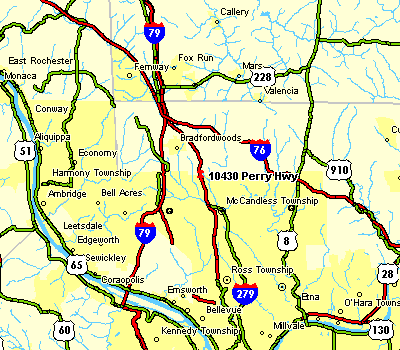 Callery
79
East Rochester
Fox Run
Fernway
Mars
Monaca
228
Valencia
Conway
Aliquippa
Bradfordwoods
51
76
Economy
910
Harmony Township
10430 Perry Hwy
Ambridge
Bell Acres
McCandless Township
Leetsdale
79
Edgeworth
8
Sewickley
65
Ross Township
28
Coraopolis
Emsworth
279
Etna
O'Hara Township
Bellevue
60
Kennedy Township
Millvale
130